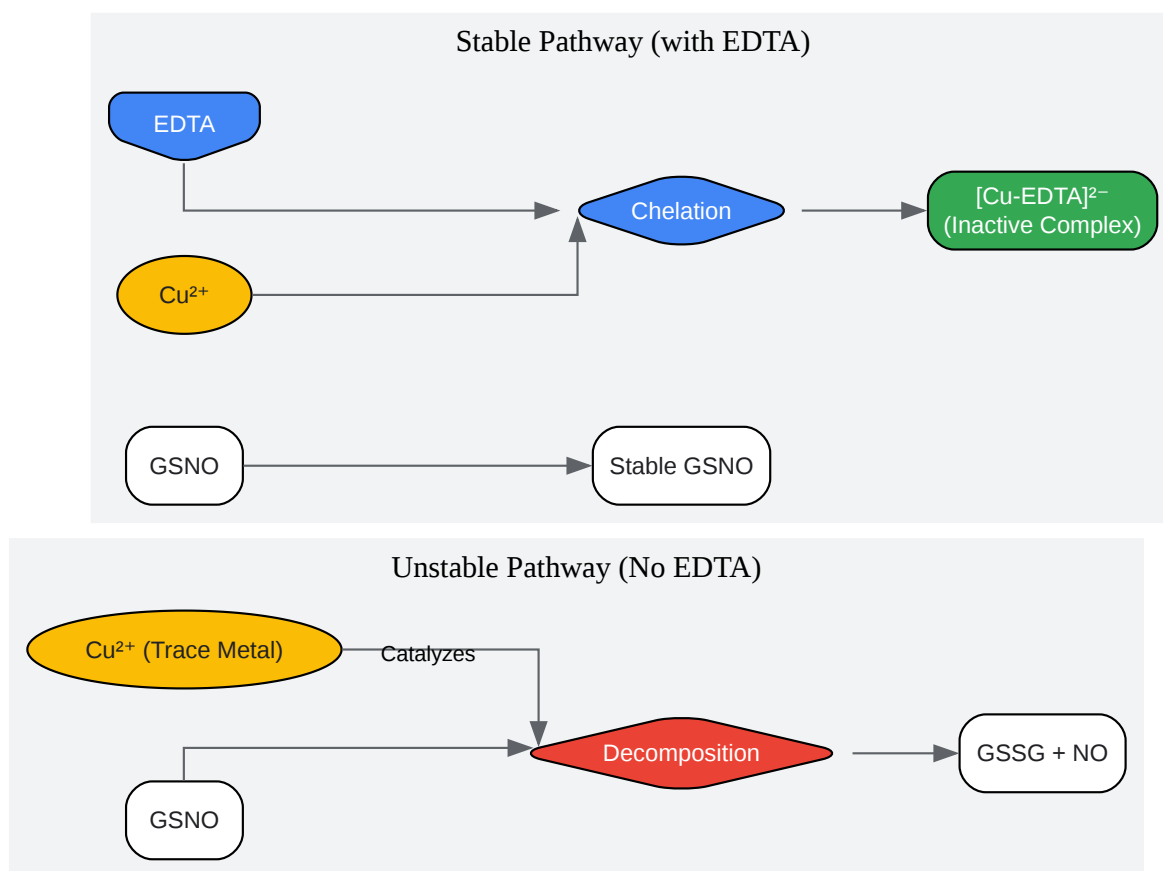 Stable Pathway (with EDTA)
EDTA
Chelation
[Cu-EDTA]²⁻
(Inactive Complex)
Cu²⁺
GSNO
Stable GSNO
Unstable Pathway (No EDTA)
Cu²⁺ (Trace Metal)
Catalyzes
Decomposition
GSSG + NO
GSNO